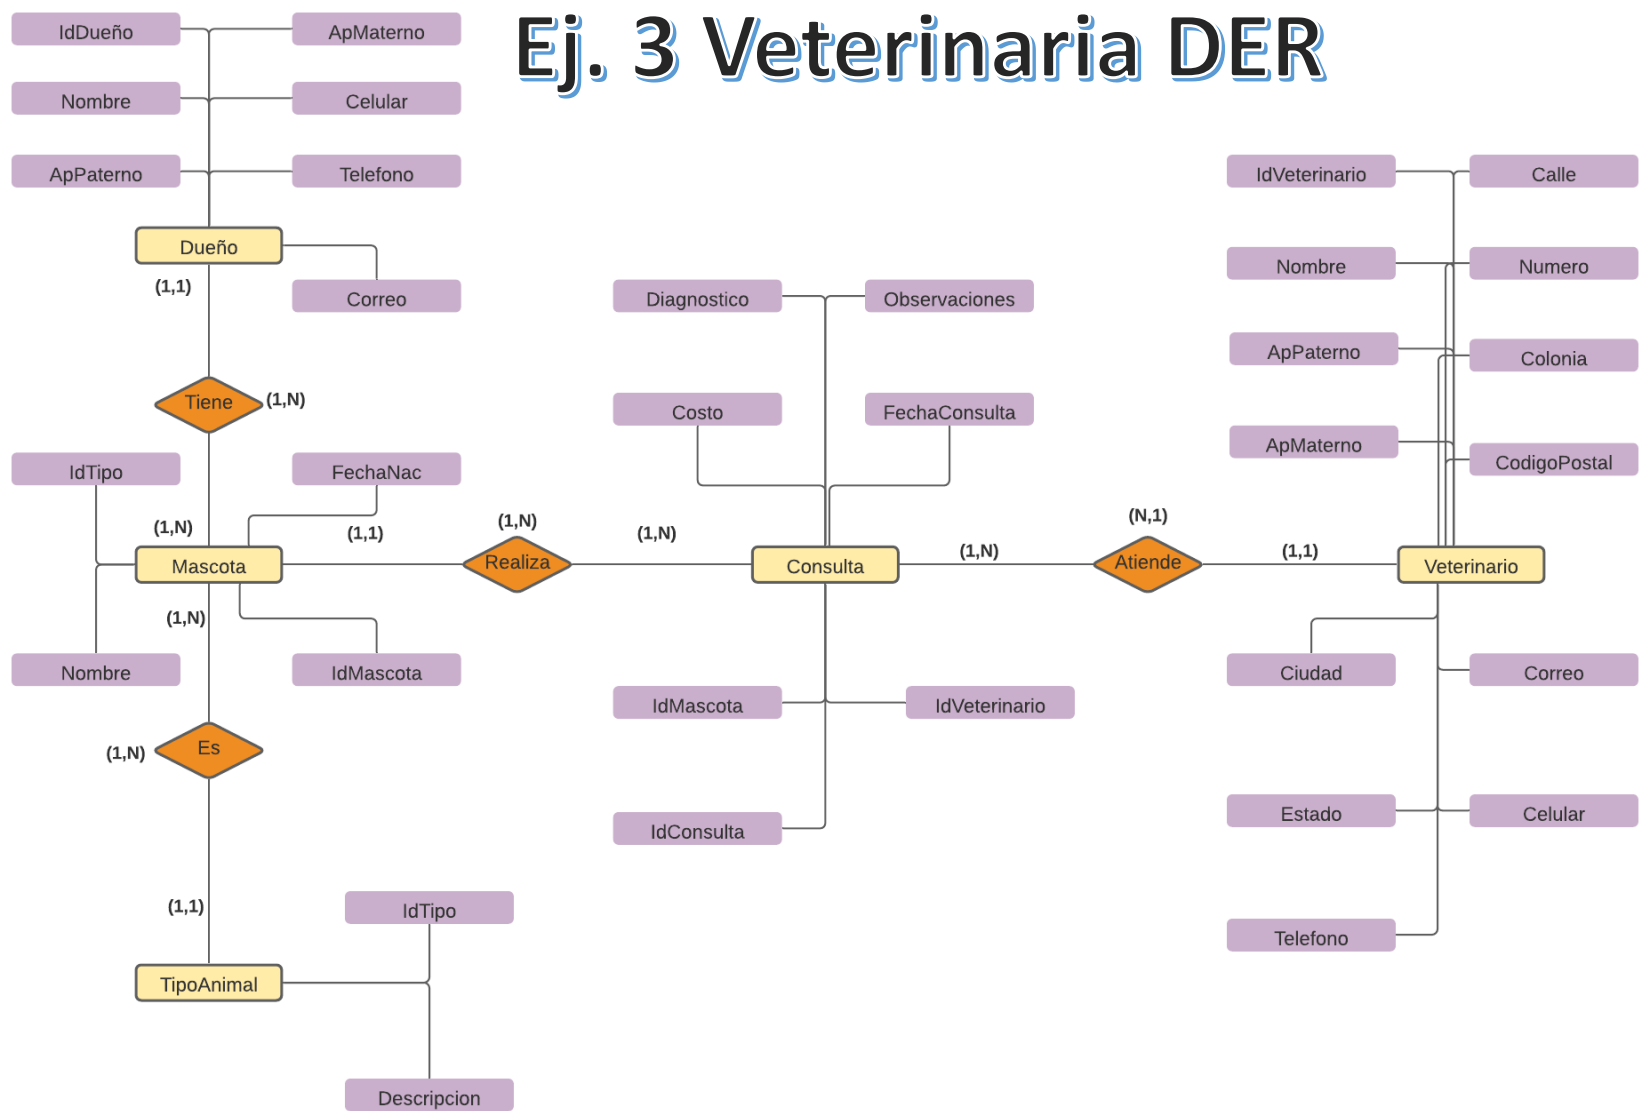 Ej. 3 Veterinaria DER
IdDueño
ApMaterno
Nombre
Celular
ApPaterno
Telefono
Dueño
(1,1)
Correo
Tiene
(1,N)
IdTipo
FechaNac
(1,N)
(1,1)
Mascota
(1,N)
Nombre
IdMascota
Es
(1,N)
(1,1)
IdTipo
TipoAnimal
Descripcion
(1,N)
Realiza
(1,N)
Diagnostico
Observaciones
Costo
FechaConsulta
Consulta
(1,N)
IdMascota
IdVeterinario
IdConsulta
(N,1)
Atiende
(1,1)
IdVeterinario
Calle
Nombre
Numero
ApPaterno
Colonia
ApMaterno
CodigoPostal
Veterinario
Ciudad
Correo
Estado
Celular
Telefono